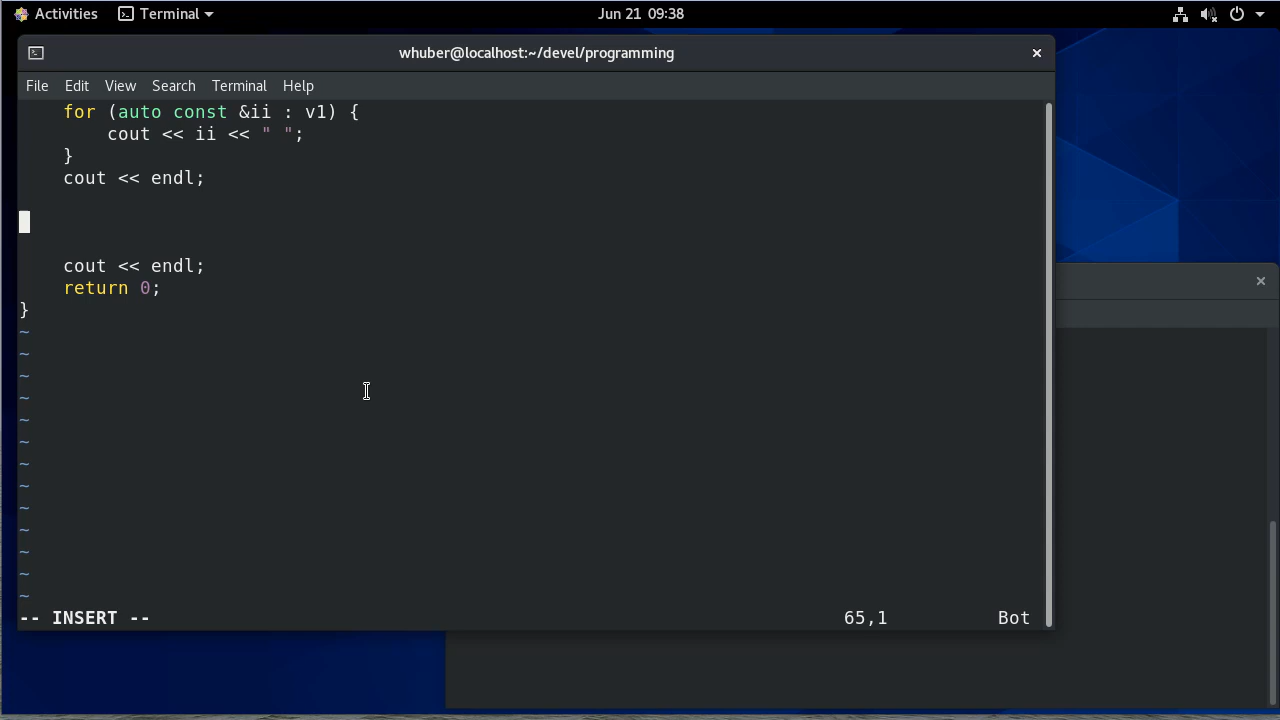 Activities Terminal Jun 21 09:38
whuber@localhost:~/devel/programming
File Edit View Search Terminal Help
    for (auto const &ii : v1) {
        cout << ii << " ";
    }
    cout << endl;
    cout << endl;
    return 0;
}
~
~
~
~
~
~
~
~
~
~
~
~
~
-- INSERT -- 65,1 Bot